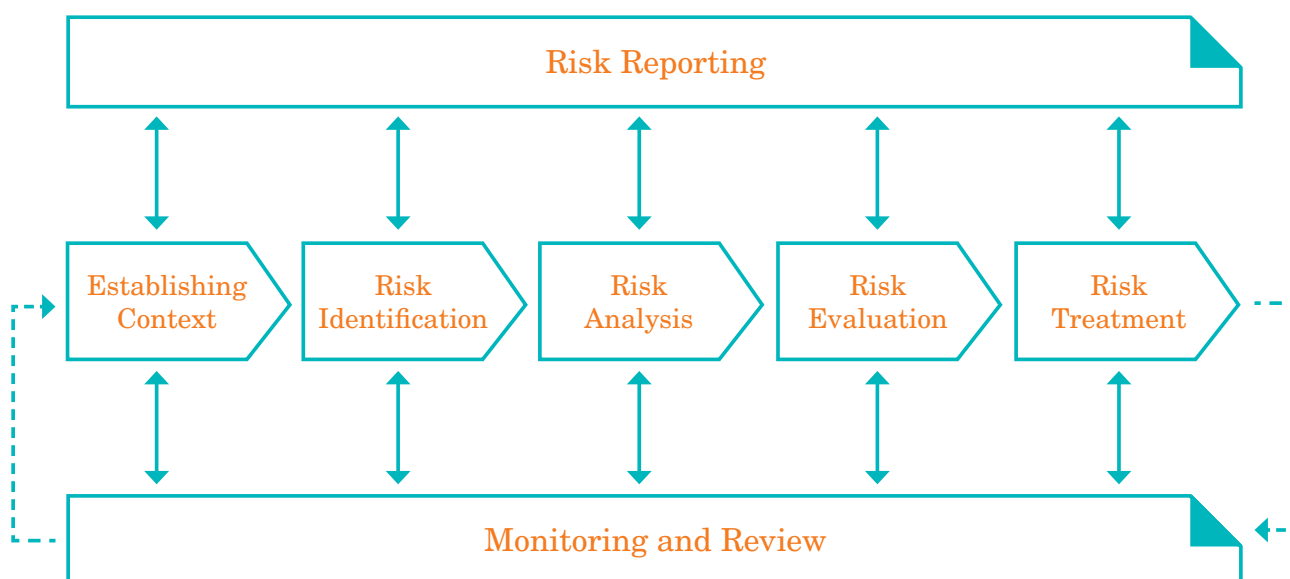 Risk Reporting
Establishing
Context
Risk
Identification
Risk
Analysis
Risk
Evaluation
Risk
Treatment
Monitoring and Review